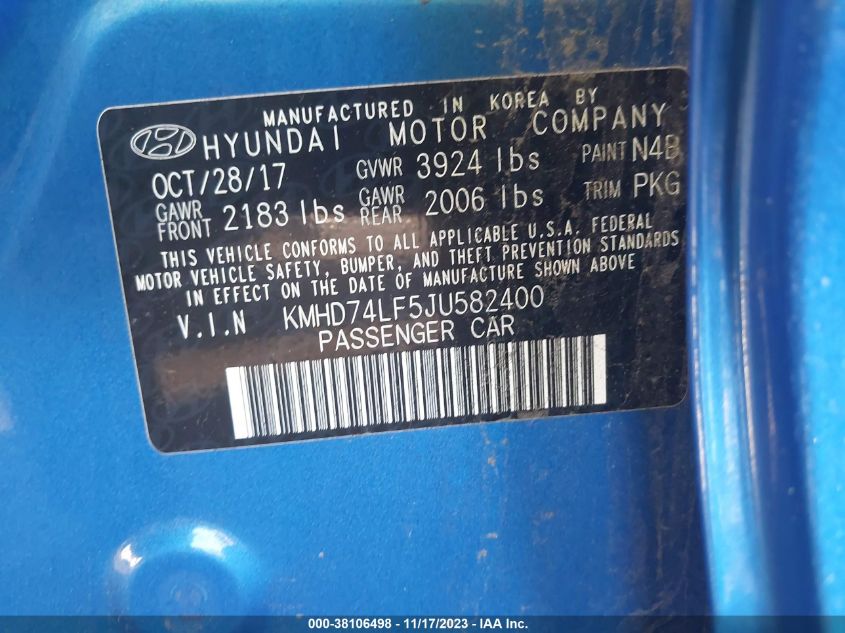 MANUFACTURED IN KOREA BY
HYUNDAI MOTOR COMPANY
OCT/28/17 GVWR 3924 lbs PAINT N4B
GAWR FRONT 2183 lbs GAWR REAR 2006 lbs TRIM PKG
THIS VEHICLE CONFORMS TO ALL APPLICABLE U.S.A. FEDERAL
MOTOR VEHICLE SAFETY, BUMPER, AND THEFT PREVENTION STANDARDS
IN EFFECT ON THE DATE OF MANUFACTURE SHOWN ABOVE
V.I.N KMHD74LF5JU582400
PASSENGER CAR
000-38106498 - 11/17/2023 - IAA Inc.